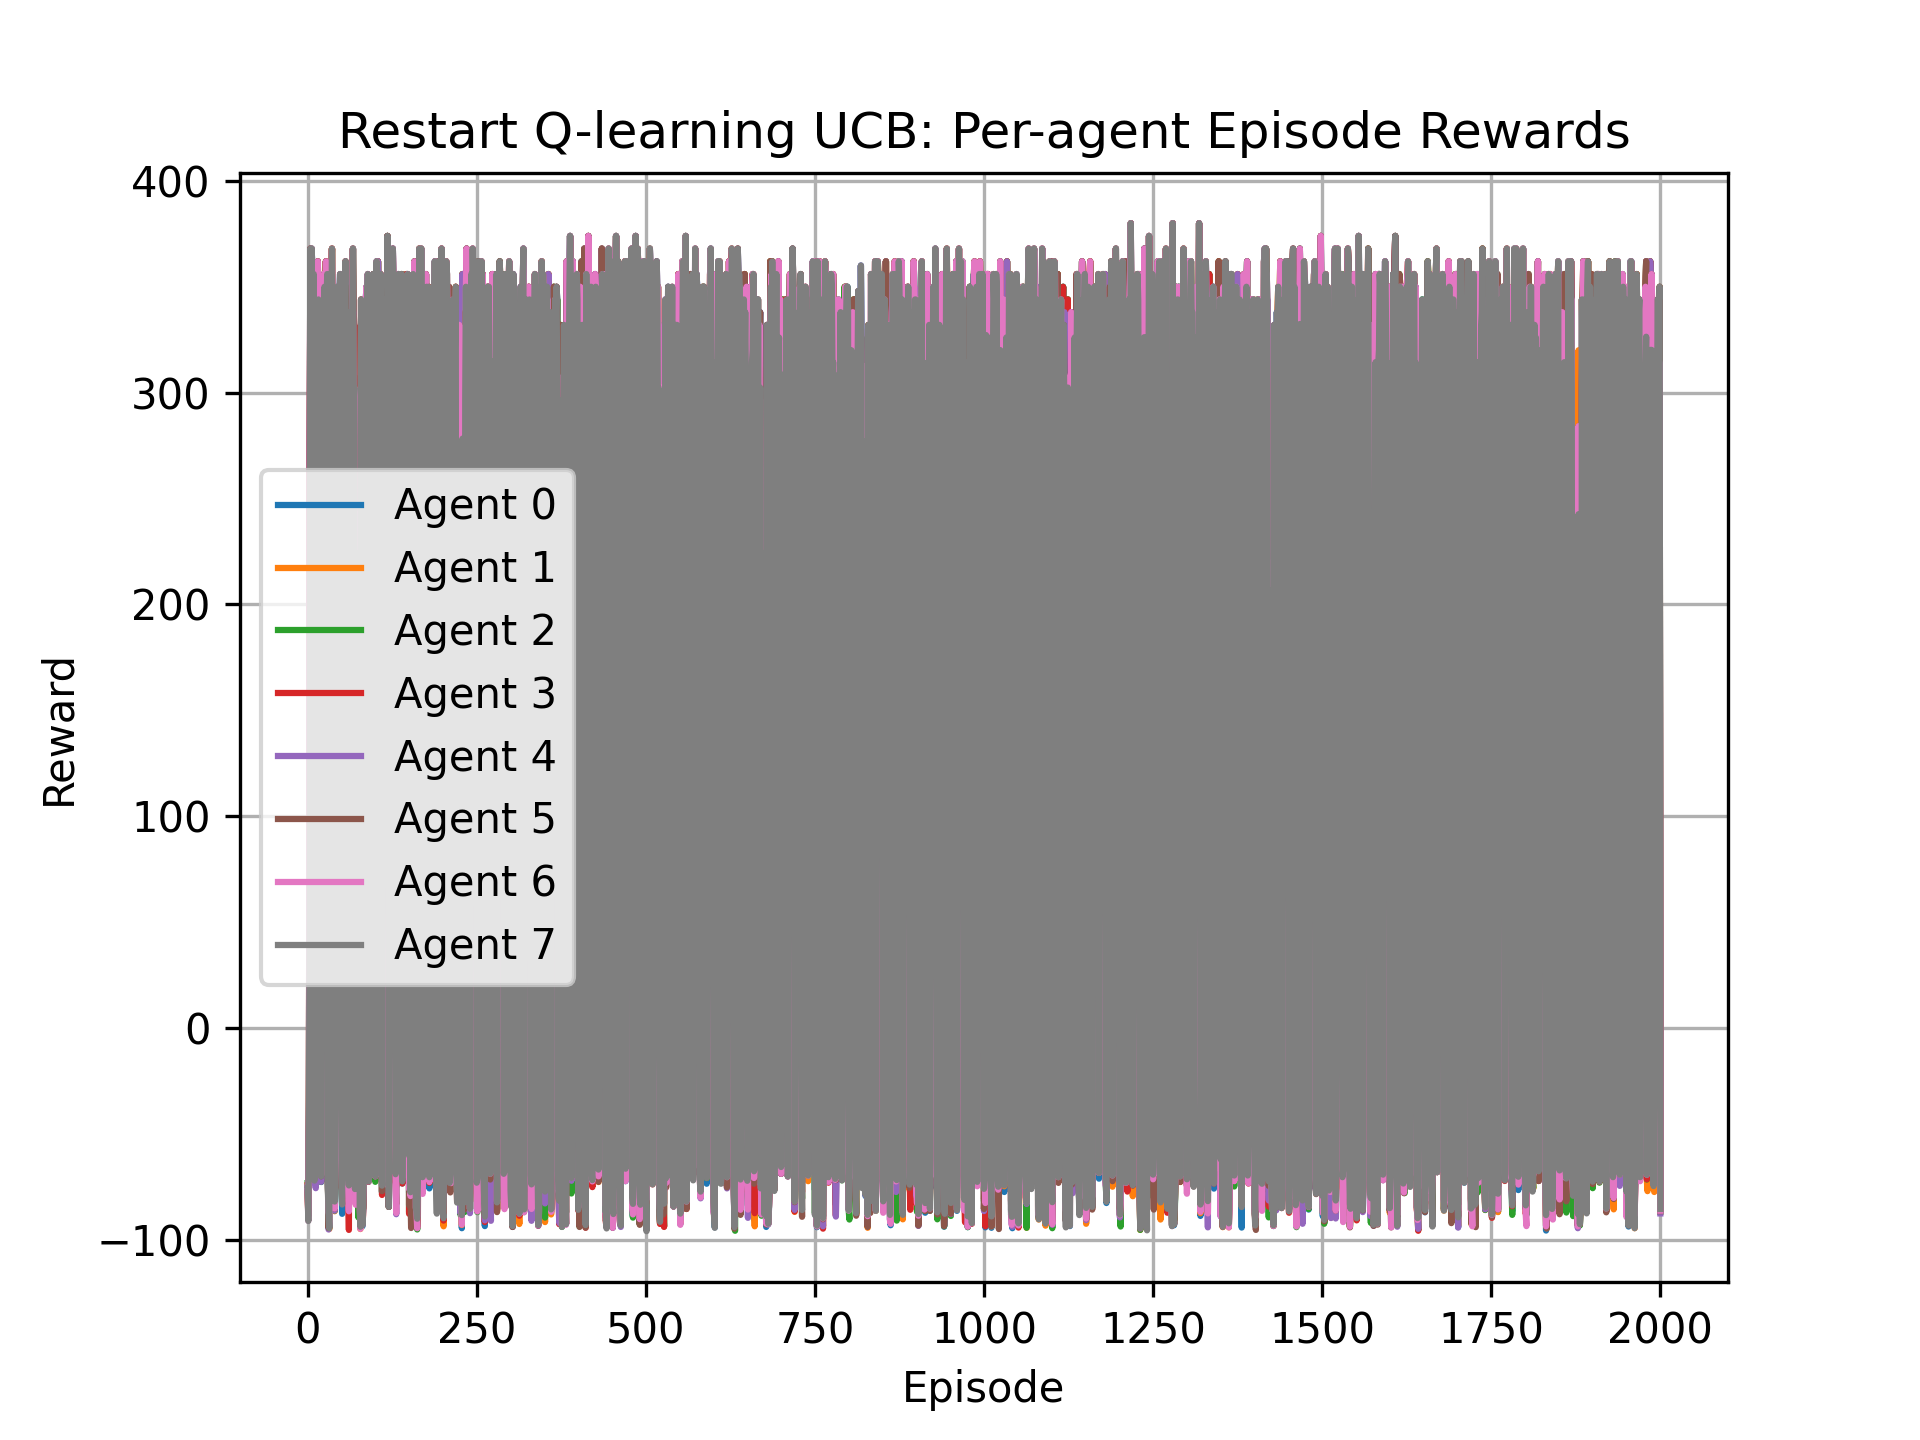 Restart Q-learning UCB: Per-agent Episode Rewards
400
300
200
100
0
−100
Reward
Agent 0
Agent 1
Agent 2
Agent 3
Agent 4
Agent 5
Agent 6
Agent 7
0 250 500 750 1000 1250 1500 1750 2000
Episode